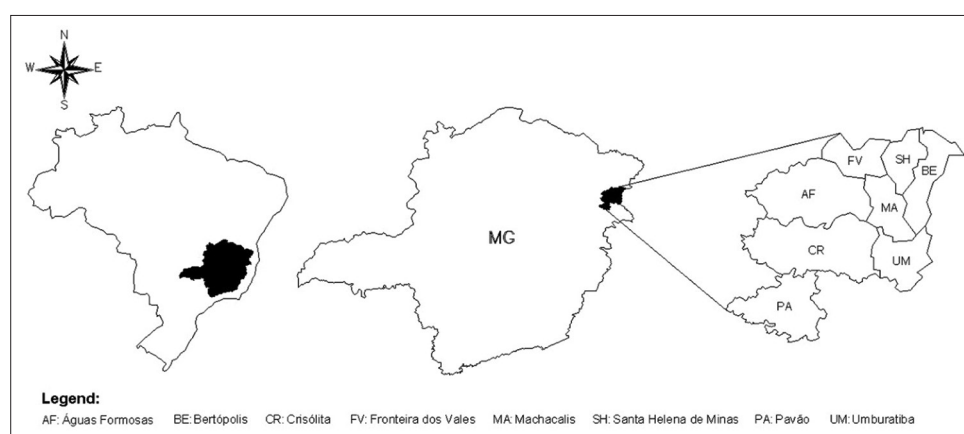 N
W E
S
MG
FV
SH
BE
AF
MA
CR
UM
PA
Legend:
AF: Águas Formosas BE: Bertópolis CR: Crisólita FV: Fronteira dos Vales MA: Machacalis SH: Santa Helena de Minas PA: Pavão UM: Umburatiba